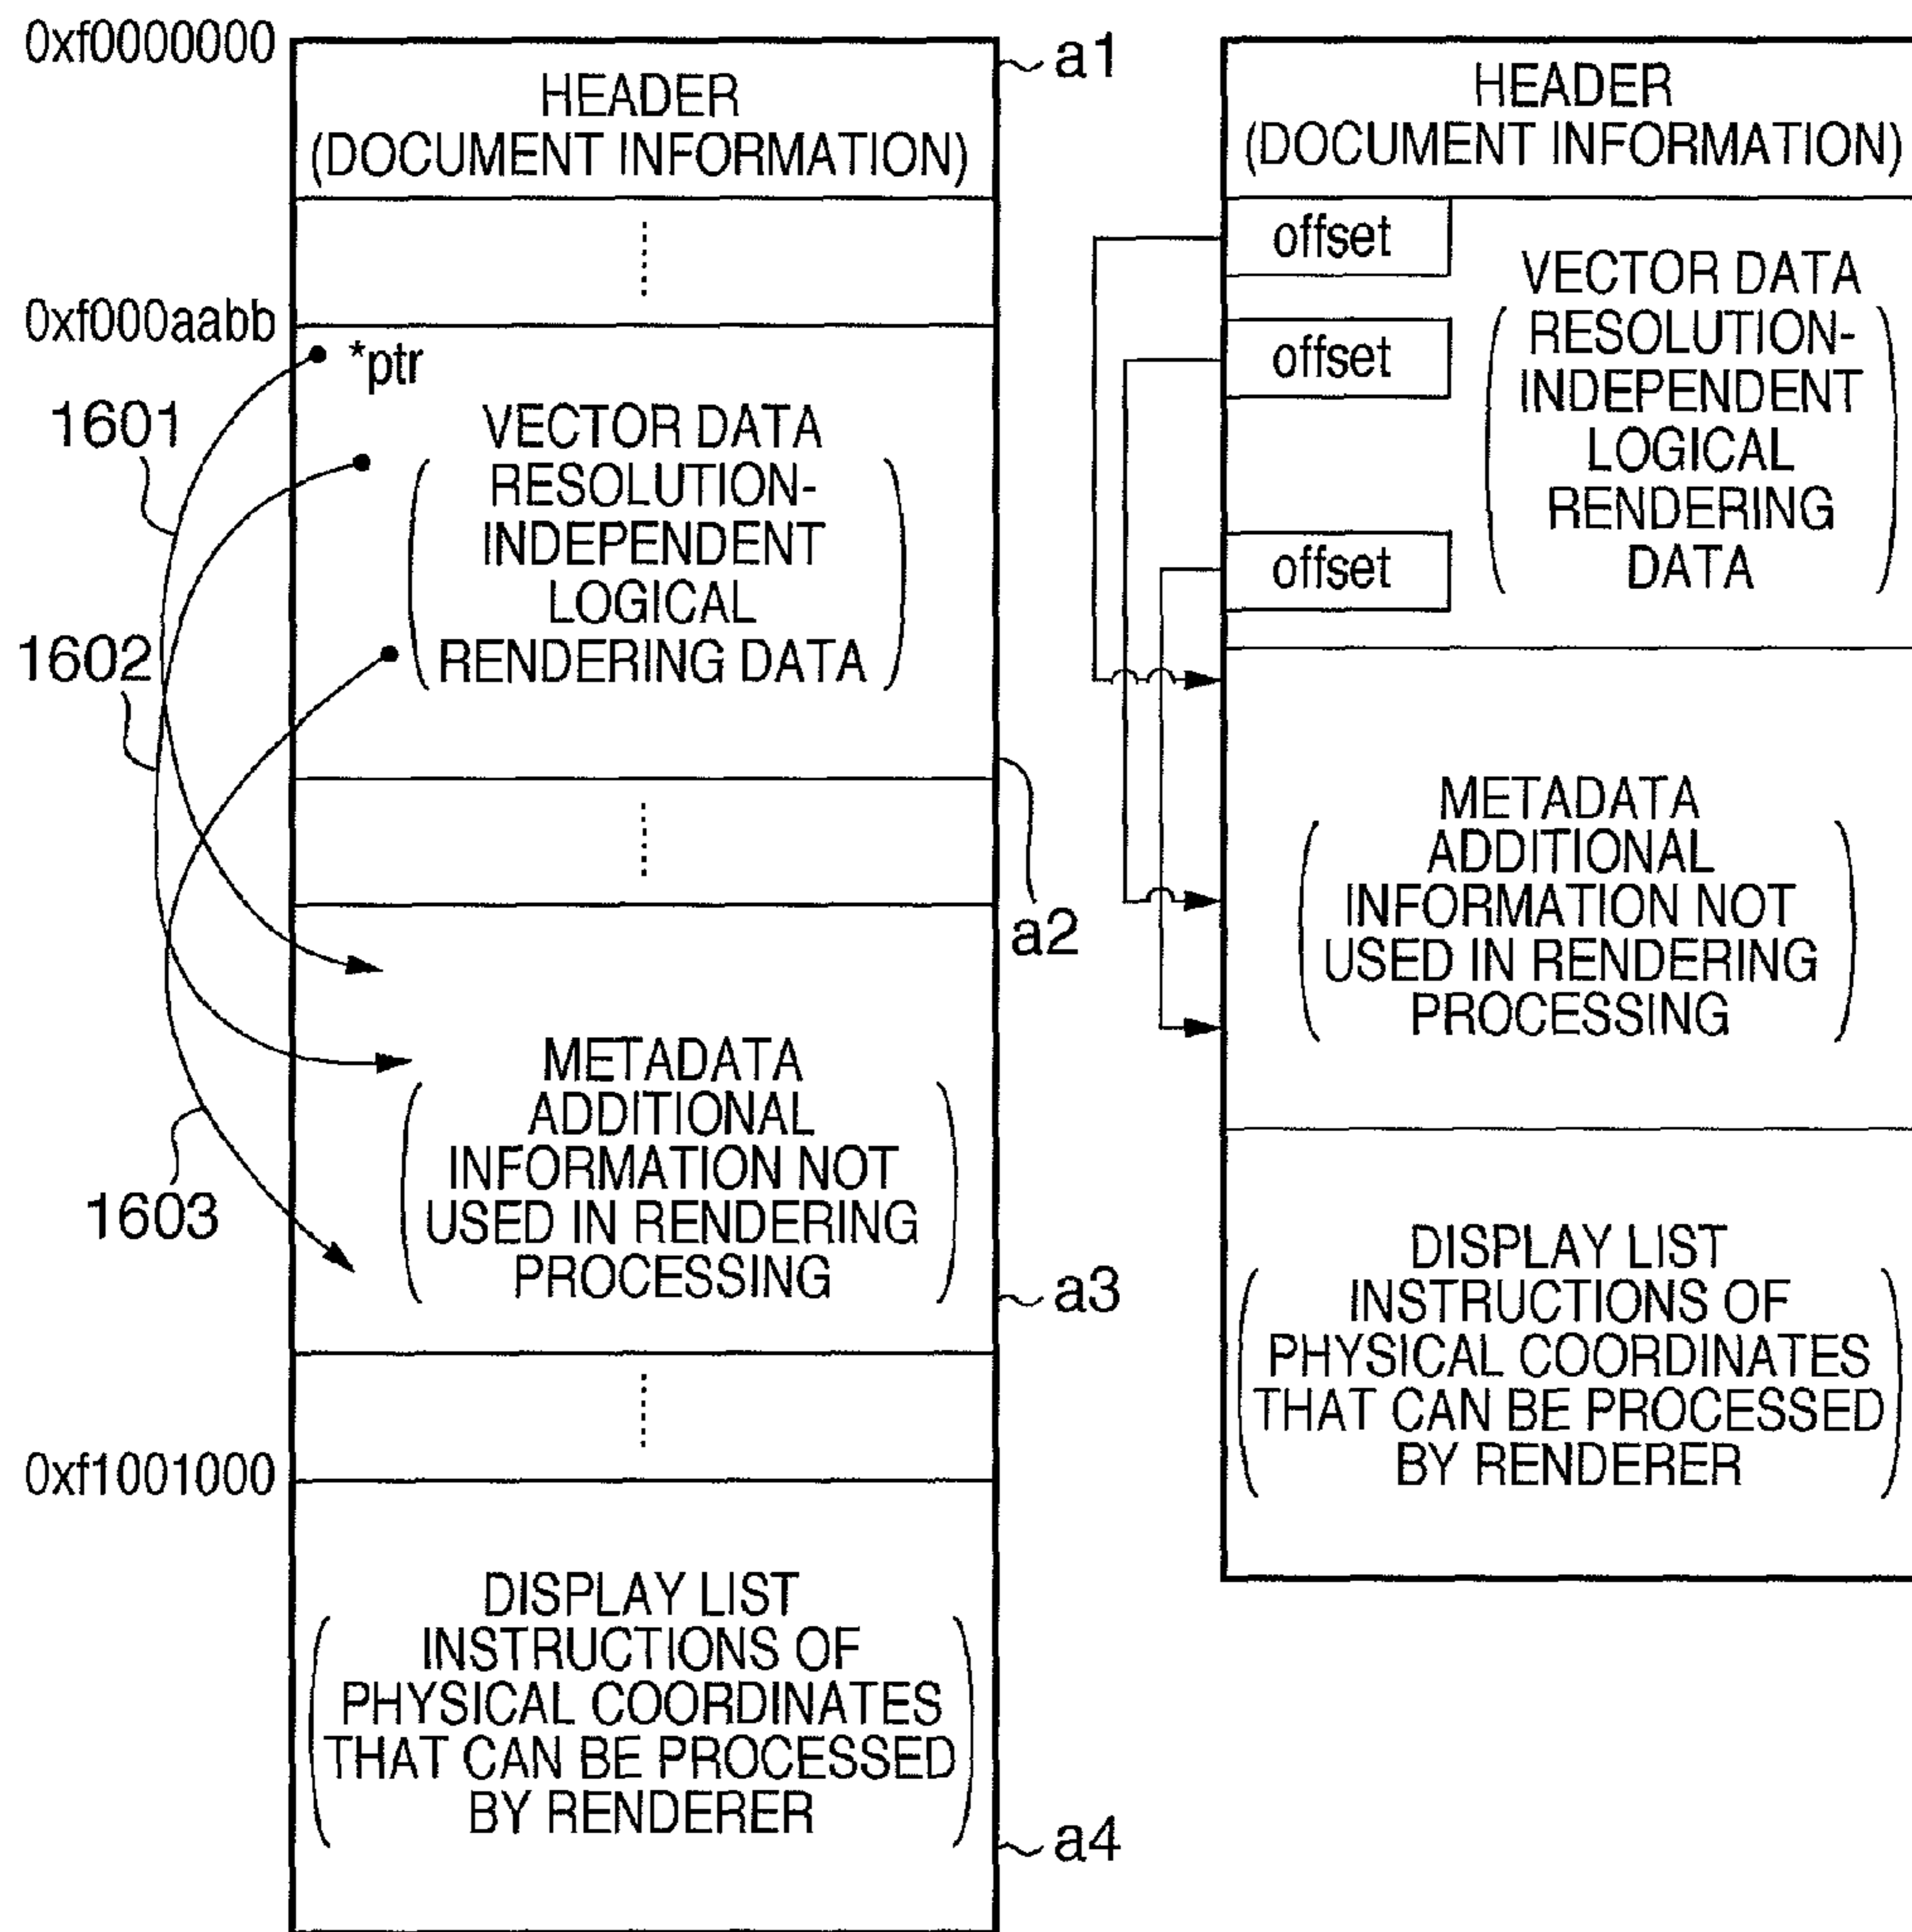 0xf0000000
a1
HEADER
(DOCUMENT INFORMATION)
0xf000aabb
*ptr
1601
VECTOR DATA
RESOLUTION-
INDEPENDENT
LOGICAL
RENDERING DATA
1602
a2
METADATA
ADDITIONAL
INFORMATION NOT
USED IN RENDERING
PROCESSING
1603
a3
0xf1001000
DISPLAY LIST
INSTRUCTIONS OF
PHYSICAL COORDINATES
THAT CAN BE PROCESSED
BY RENDERER
a4
HEADER
(DOCUMENT INFORMATION)
offset
offset
offset
VECTOR DATA
RESOLUTION-
INDEPENDENT
LOGICAL
RENDERING
DATA
METADATA
ADDITIONAL
INFORMATION NOT
USED IN RENDERING
PROCESSING
DISPLAY LIST
INSTRUCTIONS OF
PHYSICAL COORDINATES
THAT CAN BE PROCESSED
BY RENDERER